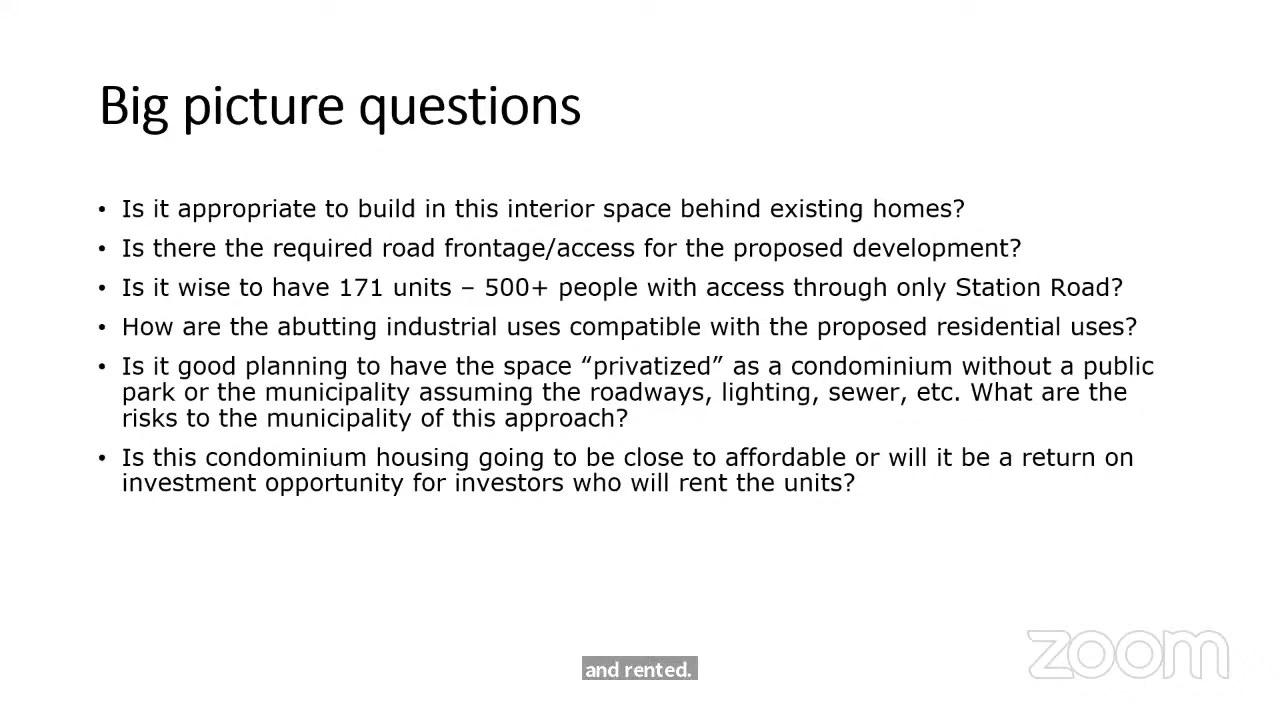 Big picture questions
• Is it appropriate to build in this interior space behind existing homes?
• Is there the required road frontage/access for the proposed development?
• Is it wise to have 171 units – 500+ people with access through only Station Road?
• How are the abutting industrial uses compatible with the proposed residential uses?
• Is it good planning to have the space “privatized” as a condominium without a public
park or the municipality assuming the roadways, lighting, sewer, etc. What are the
risks to the municipality of this approach?
• Is this condominium housing going to be close to affordable or will it be a return on
investment opportunity for investors who will rent the units?
zoom
and rented.